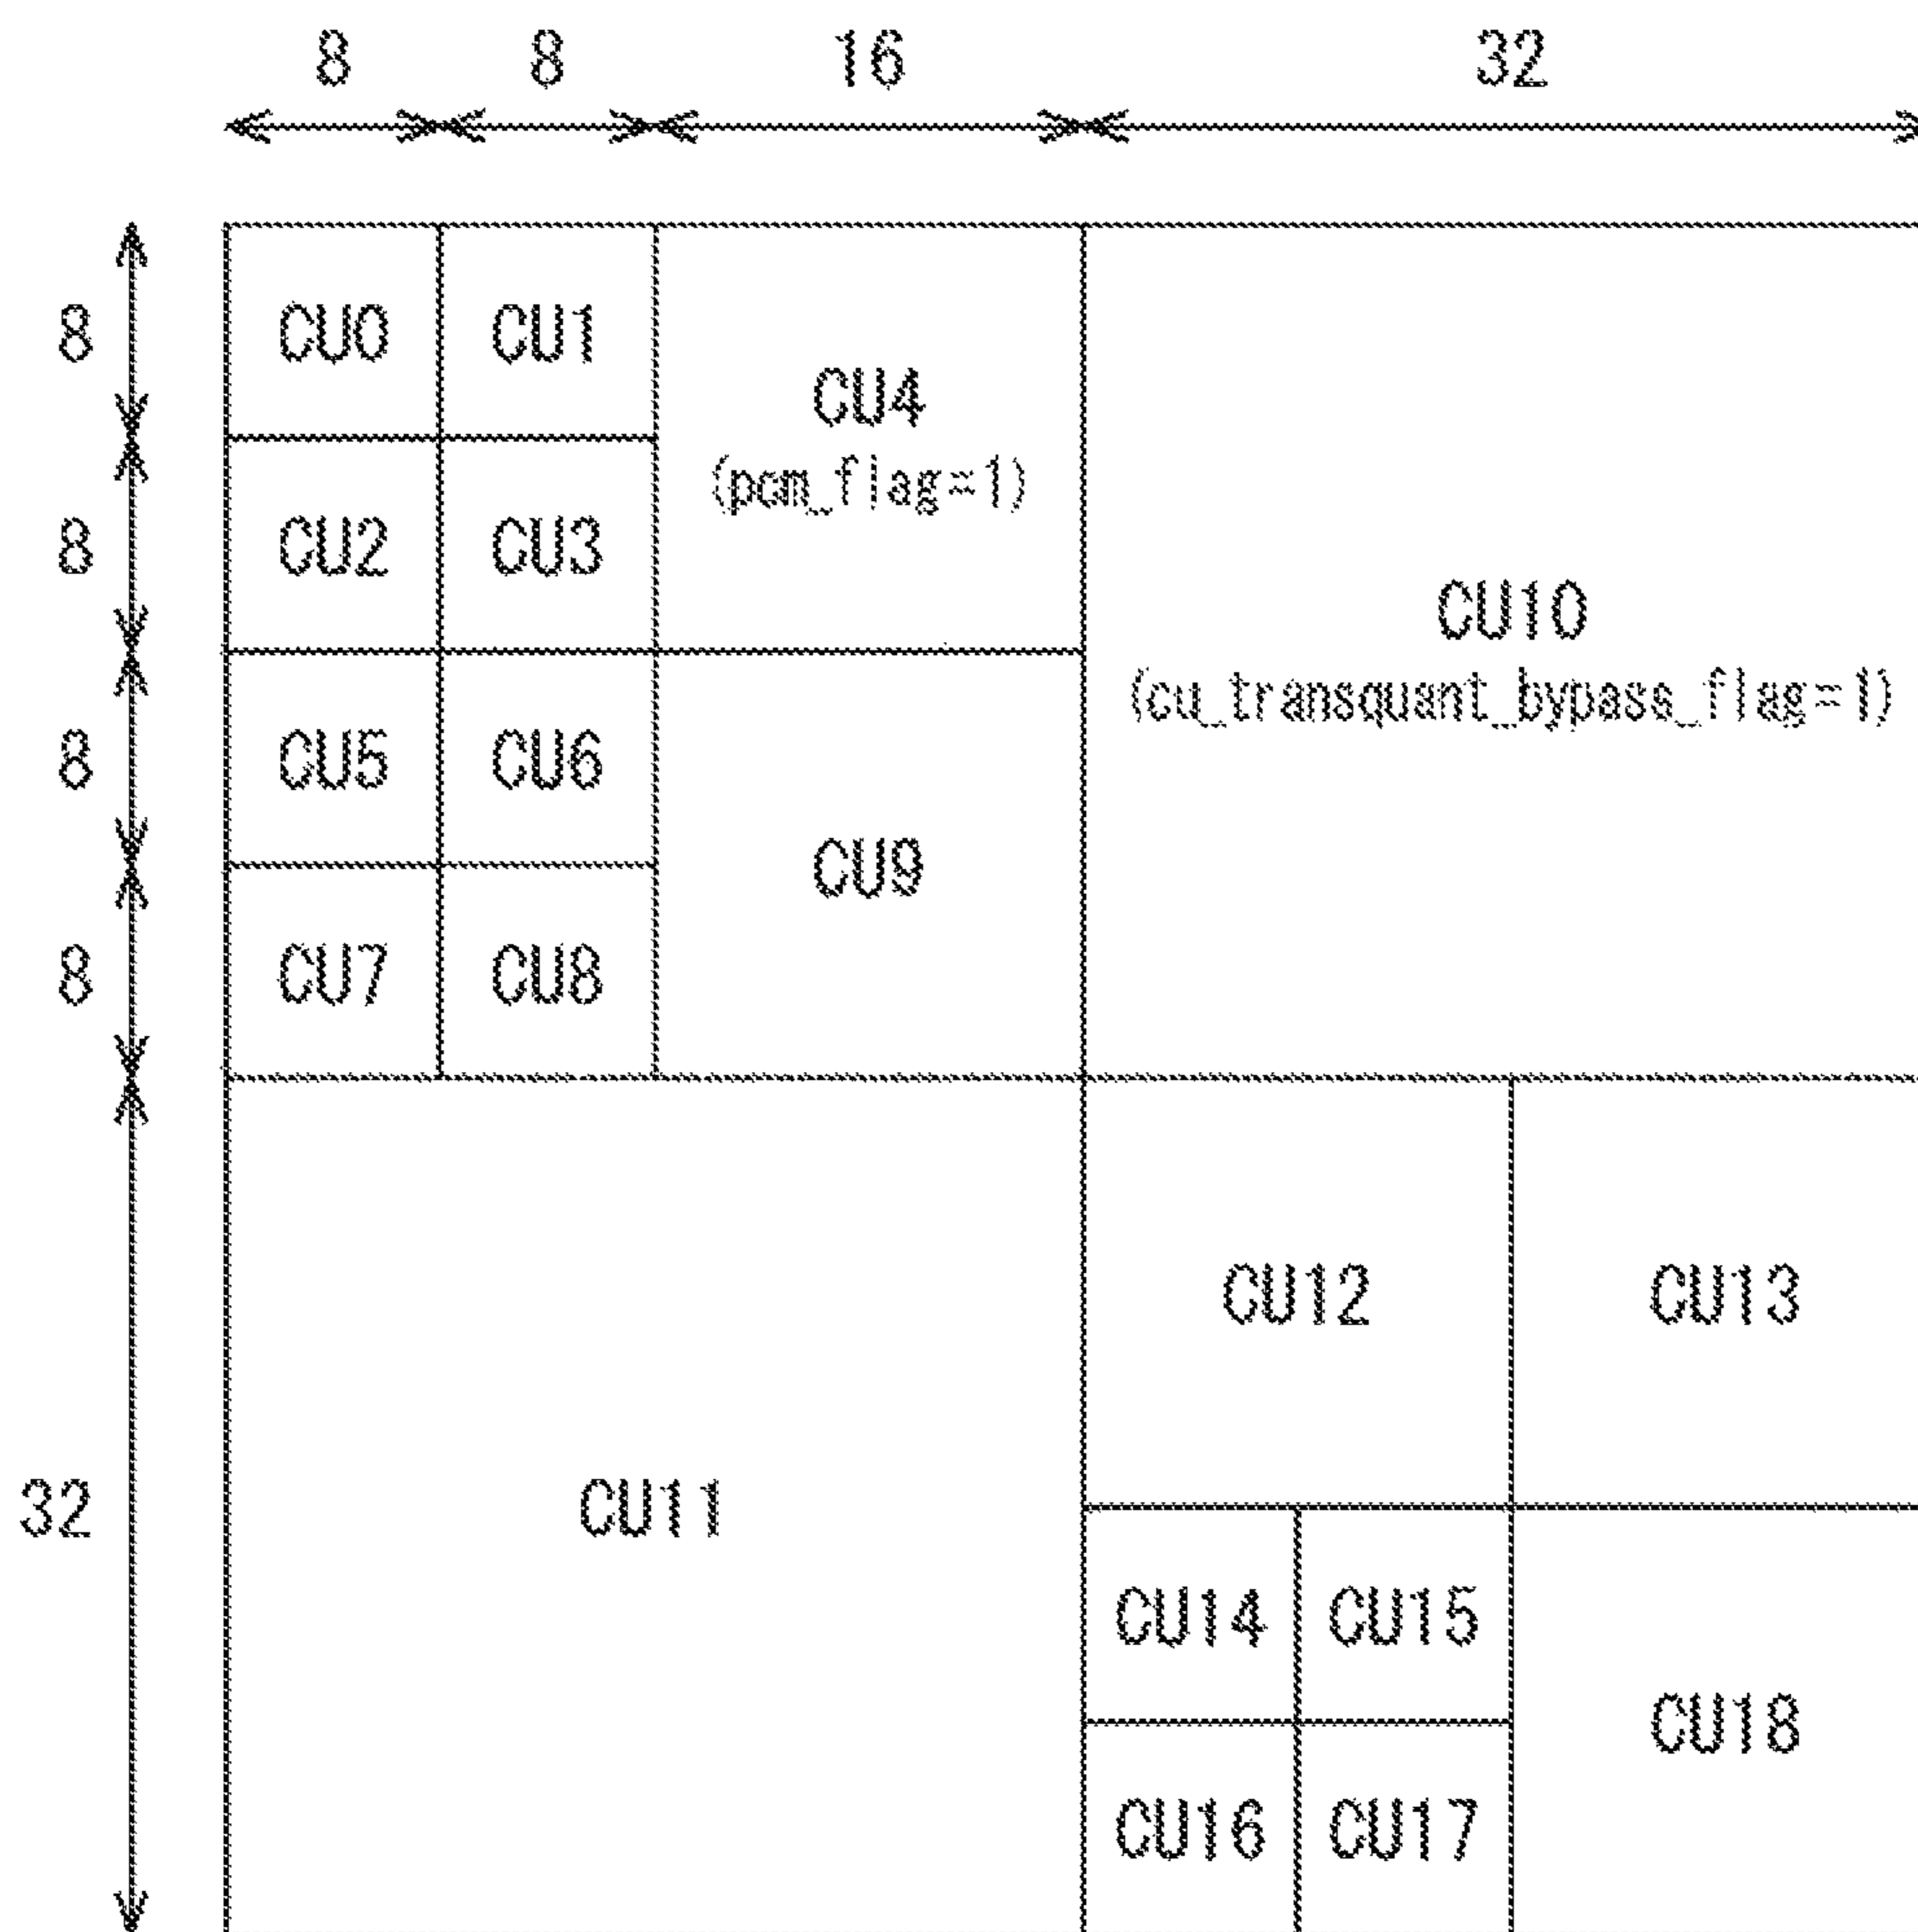 8 8 16 32
8
8
8
8
32
CU0 CU1
CU4
(pcm_flag=1)
CU2 CU3
CU10
(cu_transquant_bypass_flag=1)
CU5 CU6
CU9
CU7 CU8
CU12 CU13
CU11
CU14 CU15
CU18
CU16 CU17